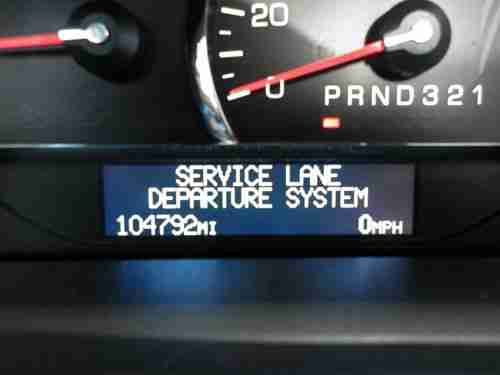 20
0
PRND321
SERVICE LANE
DEPARTURE SYSTEM
104792MI 0MPH